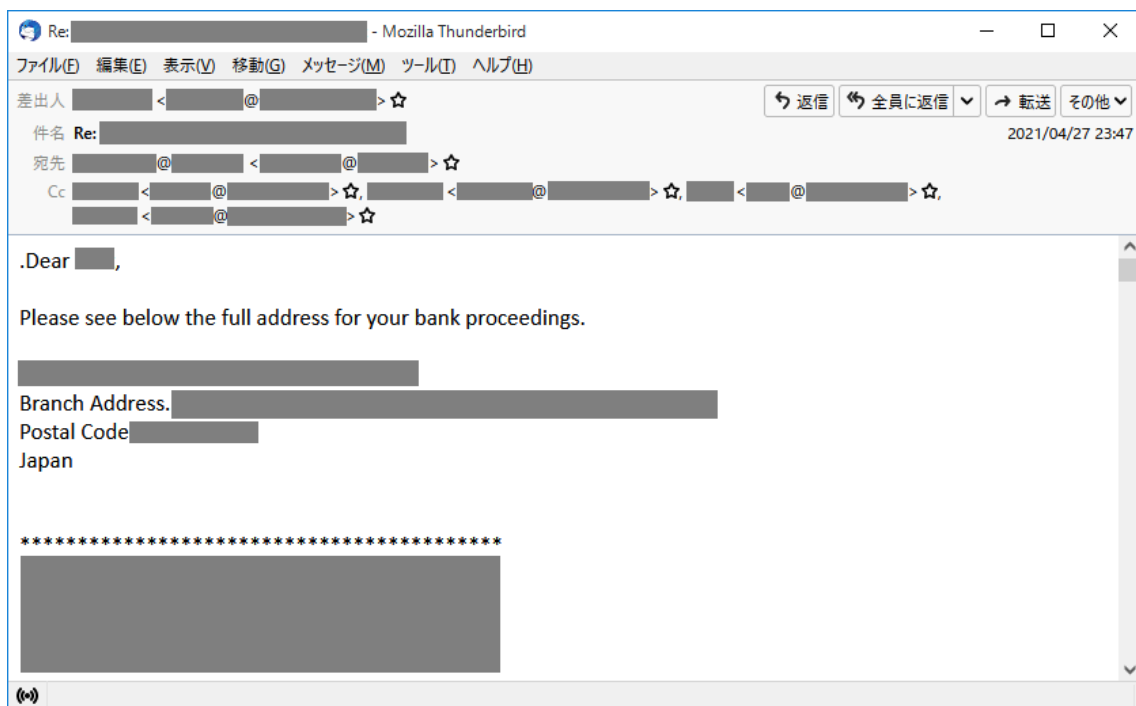 Re: - Mozilla Thunderbird
ファイル(F) 編集(E) 表示(V) 移動(G) メッセージ(M) ツール(T) ヘルプ(H)
差出人 < @ > 返信 全員に返信 転送 その他
件名 Re: 2021/04/27 23:47
宛先 @ < @ >
Cc < @ >, < @ >, < @ >,
< @ >
.Dear ,
Please see below the full address for your bank proceedings.
Branch Address.
Postal Code
Japan
******************************************